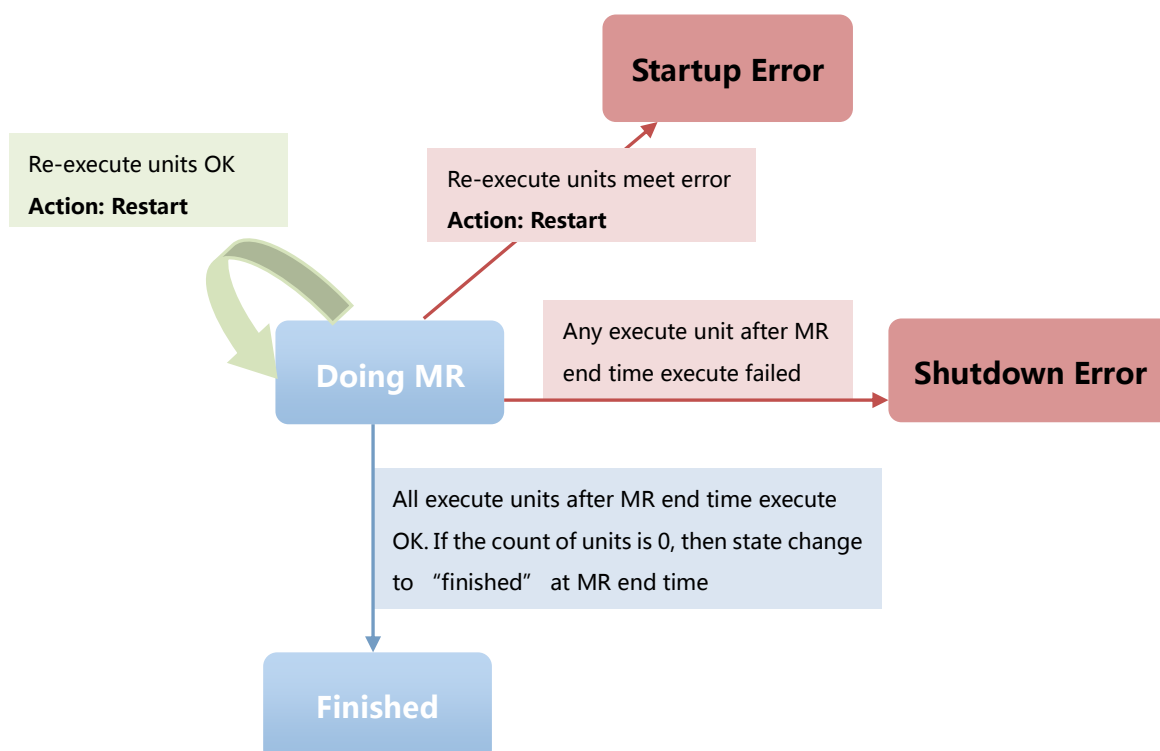 Startup Error
Re-execute units OK
Action: Restart
Re-execute units meet error
Action: Restart
Any execute unit after MR
end time execute failed
Doing MR
Shutdown Error
All execute units after MR end time execute
OK. If the count of units is 0, then state change
to “finished” at MR end time
Finished